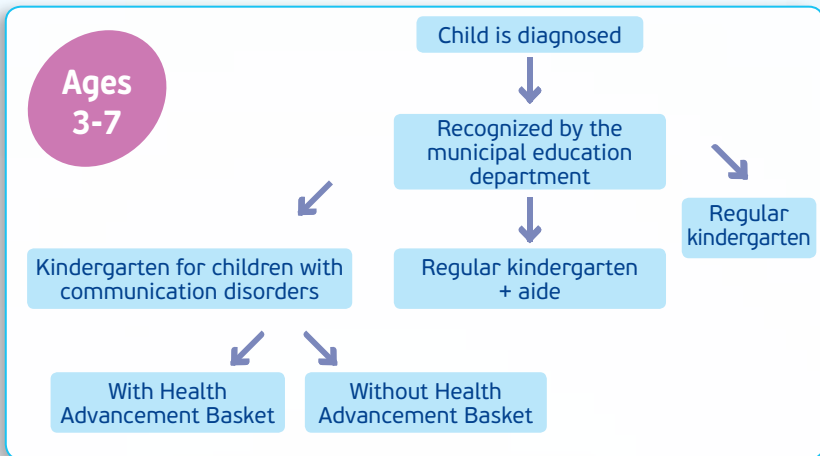 Ages
3-7
Child is diagnosed
Recognized by the
municipal education
department
Regular
kindergarten
Kindergarten for children with
communication disorders
Regular kindergarten
+ aide
With Health
Advancement Basket
Without Health
Advancement Basket